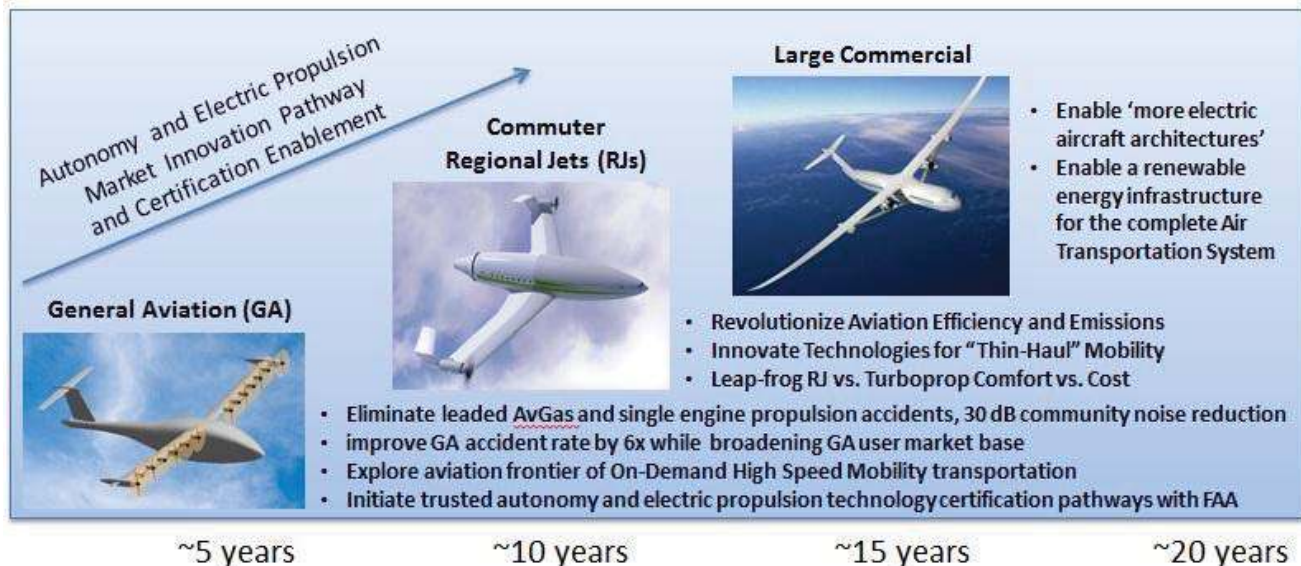 Autonomy and Electric Propulsion
Market Innovation Pathway
and Certification Enablement
General Aviation (GA)
Commuter
Regional Jets (RJs)
Large Commercial
• Enable ‘more electric
aircraft architectures’
• Enable a renewable
energy infrastructure
for the complete Air
Transportation System
• Revolutionize Aviation Efficiency and Emissions
• Innovate Technologies for “Thin-Haul” Mobility
• Leap-frog RJ vs. Turboprop Comfort vs. Cost
• Eliminate leaded AvGas and single engine propulsion accidents, 30 dB community noise reduction
• improve GA accident rate by 6x while broadening GA user market base
• Explore aviation frontier of On-Demand High Speed Mobility transportation
• Initiate trusted autonomy and electric propulsion technology certification pathways with FAA
~5 years ~10 years ~15 years ~20 years